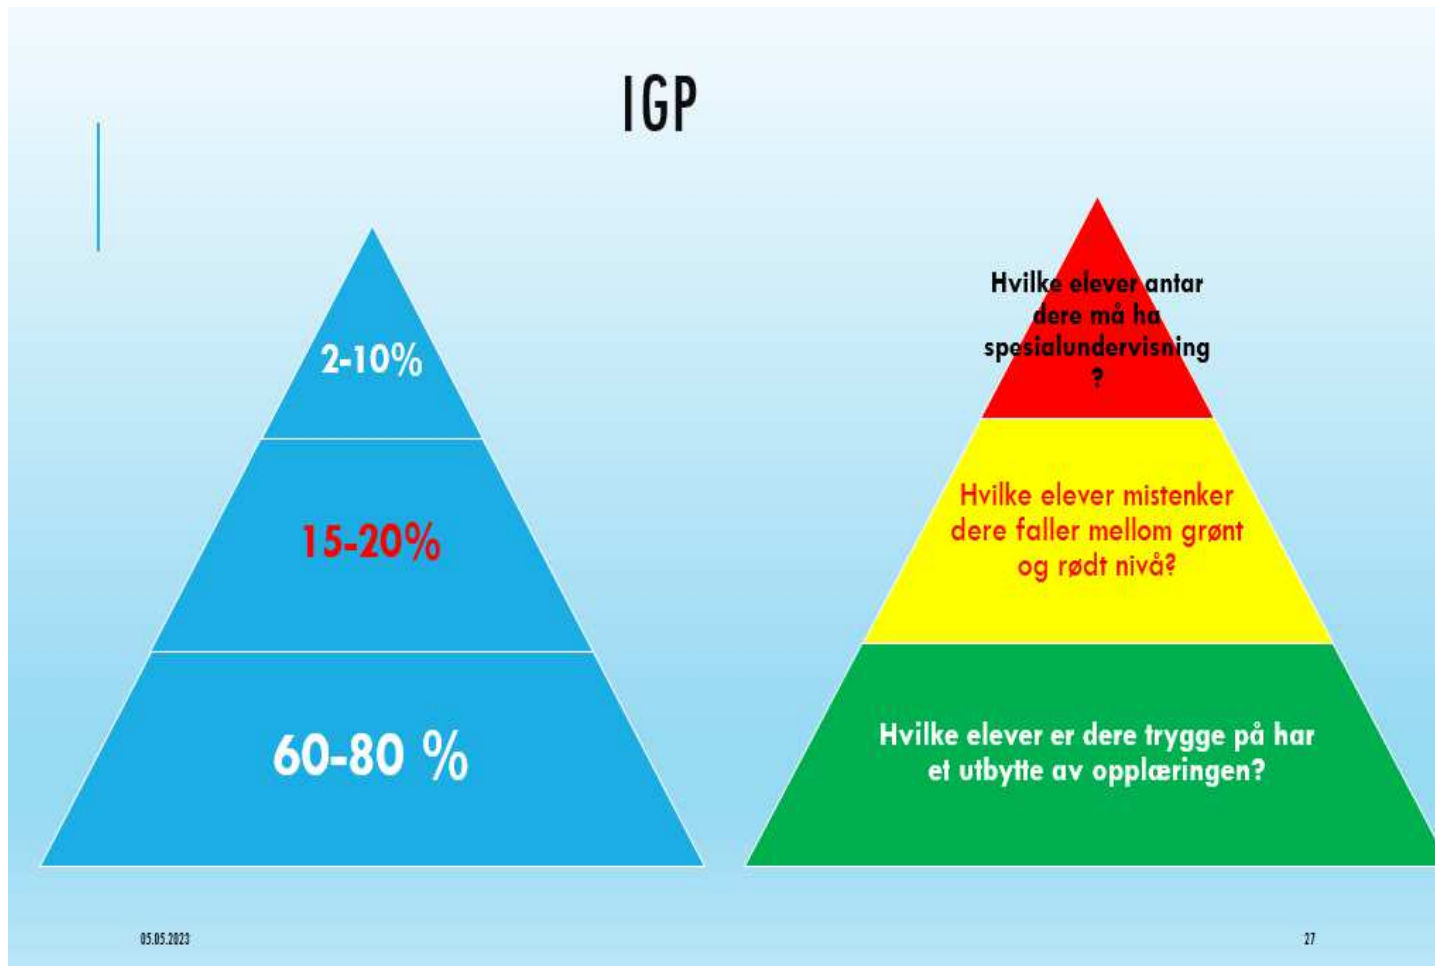 IGP
2-10%
15-20%
60-80 %
Hvilke elever antar
dere må ha
spesialundervisning
?
Hvilke elever mistenker
dere faller mellom grønt
og rødt nivå?
Hvilke elever er dere trygge på har
et utbytte av opplæringen?
05.05.2023
27